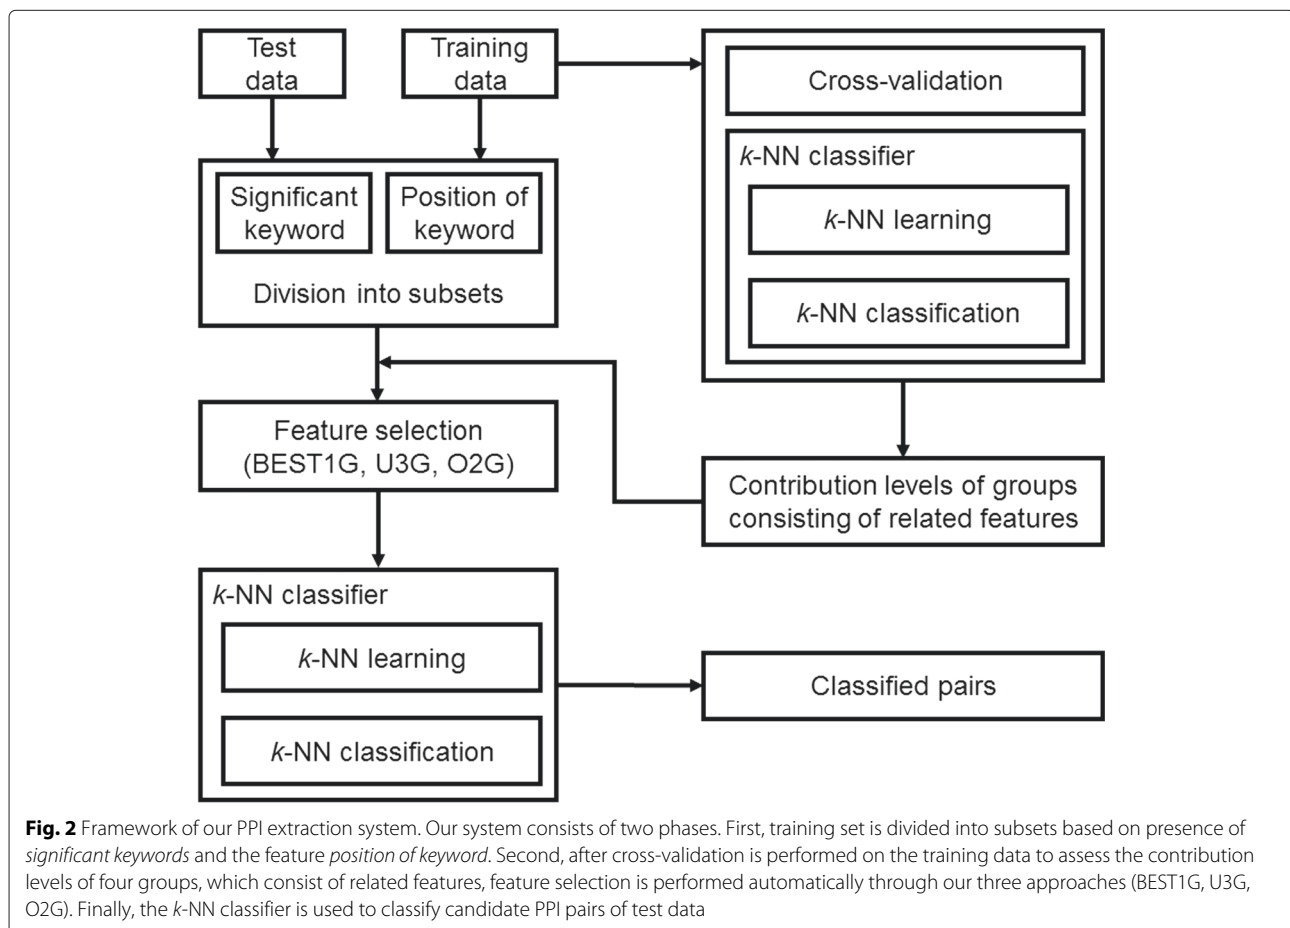 Test
data
Training
data
Cross-validation
k-NN classifier
k-NN learning
k-NN classification
Significant
keyword
Position of
keyword
Division into subsets
Feature selection
(BEST1G, U3G, O2G)
Contribution levels of groups
consisting of related features
k-NN classifier
k-NN learning
k-NN classification
Classified pairs
Fig. 2 Framework of our PPI extraction system. Our system consists of two phases. First, training set is divided into subsets based on presence of
significant keywords and the feature position of keyword. Second, after cross-validation is performed on the training data to assess the contribution
levels of four groups, which consist of related features, feature selection is performed automatically through our three approaches (BEST1G, U3G,
O2G). Finally, the k-NN classifier is used to classify candidate PPI pairs of test data